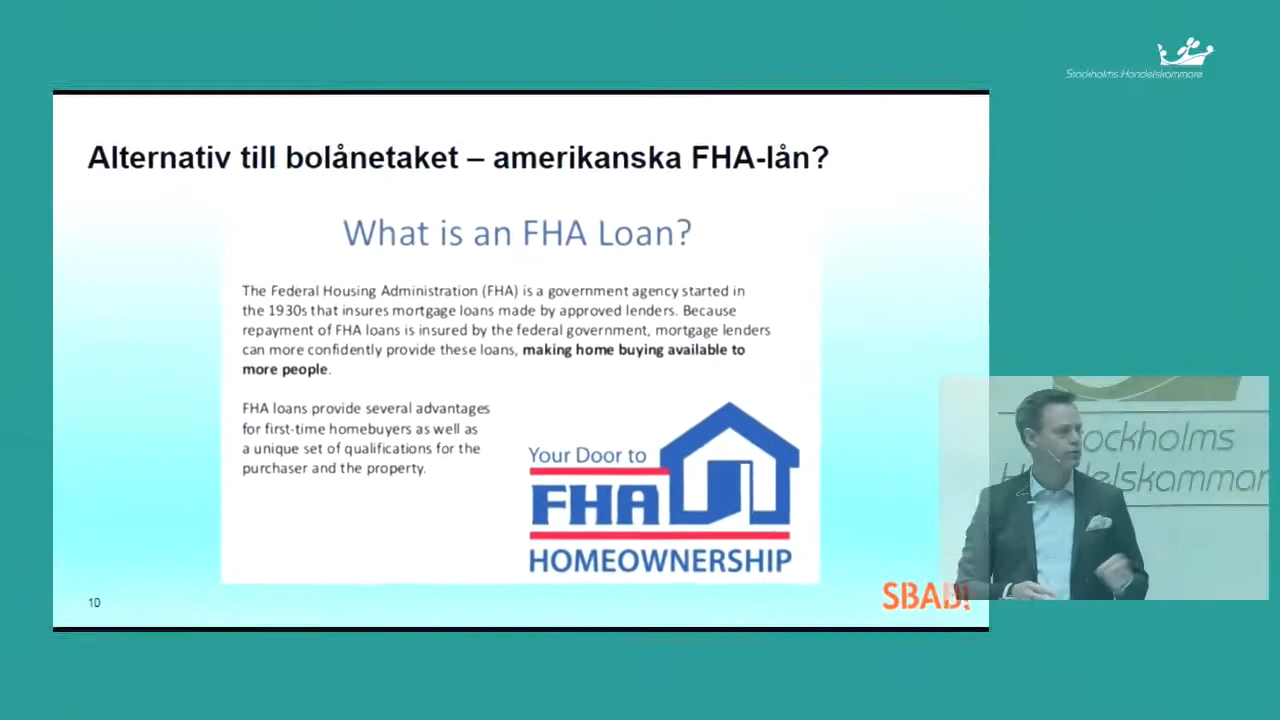 Stockholms Handelskammare
Alternativ till bolånetaket – amerikanska FHA-lån?
What is an FHA Loan?
The Federal Housing Administration (FHA) is a government agency started in
the 1930s that insures mortgage loans made by approved lenders. Because
repayment of FHA loans is insured by the federal government, mortgage lenders
can more confidently provide these loans, making home buying available to
more people.
FHA loans provide several advantages
for first-time homebuyers as well as
a unique set of qualifications for the
purchaser and the property.
Your Door to
FHA
HOMEOWNERSHIP
10
SBAB!
tockholms
Handelskammar